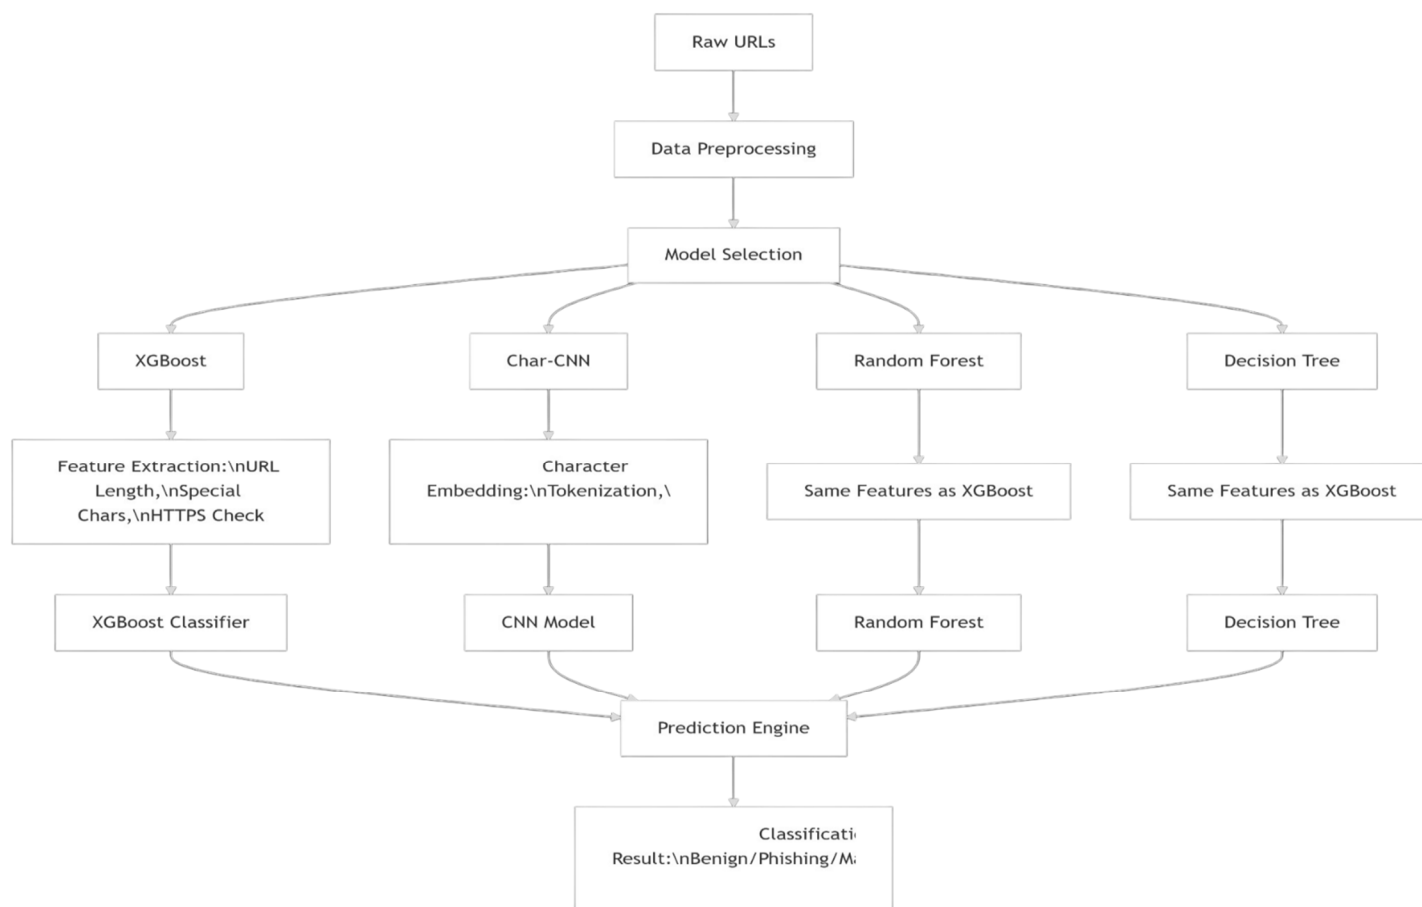 Raw URLs
Data Preprocessing
Model Selection
XGBoost
Char-CNN
Random Forest
Decision Tree
Feature Extraction:\nURL
Length,\nSpecial
Chars,\nHTTPS Check
Character
Embedding:\nTokenization,\
Same Features as XGBoost
Same Features as XGBoost
XGBoost Classifier
CNN Model
Random Forest
Decision Tree
Prediction Engine
Classificati
Result:\nBenign/Phishing/Ma